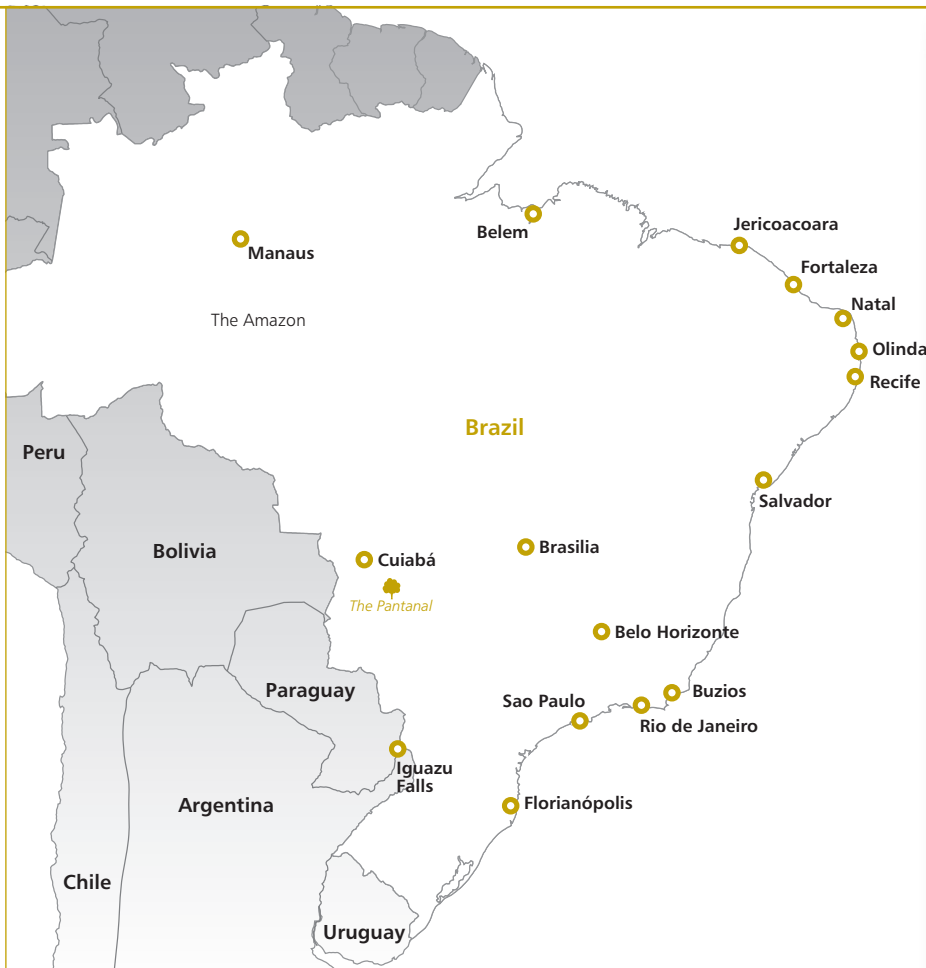 Belem
Jericoacoara
Manaus
Fortaleza
Natal
The Amazon
Olinda
Recife
Brazil
Peru
Salvador
Bolivia
Brasilia
Cuiabá
The Pantanal
Belo Horizonte
Paraguay
Buzios
Sao Paulo
Rio de Janeiro
Iguazu
Falls
Argentina
Florianópolis
Chile
Uruguay